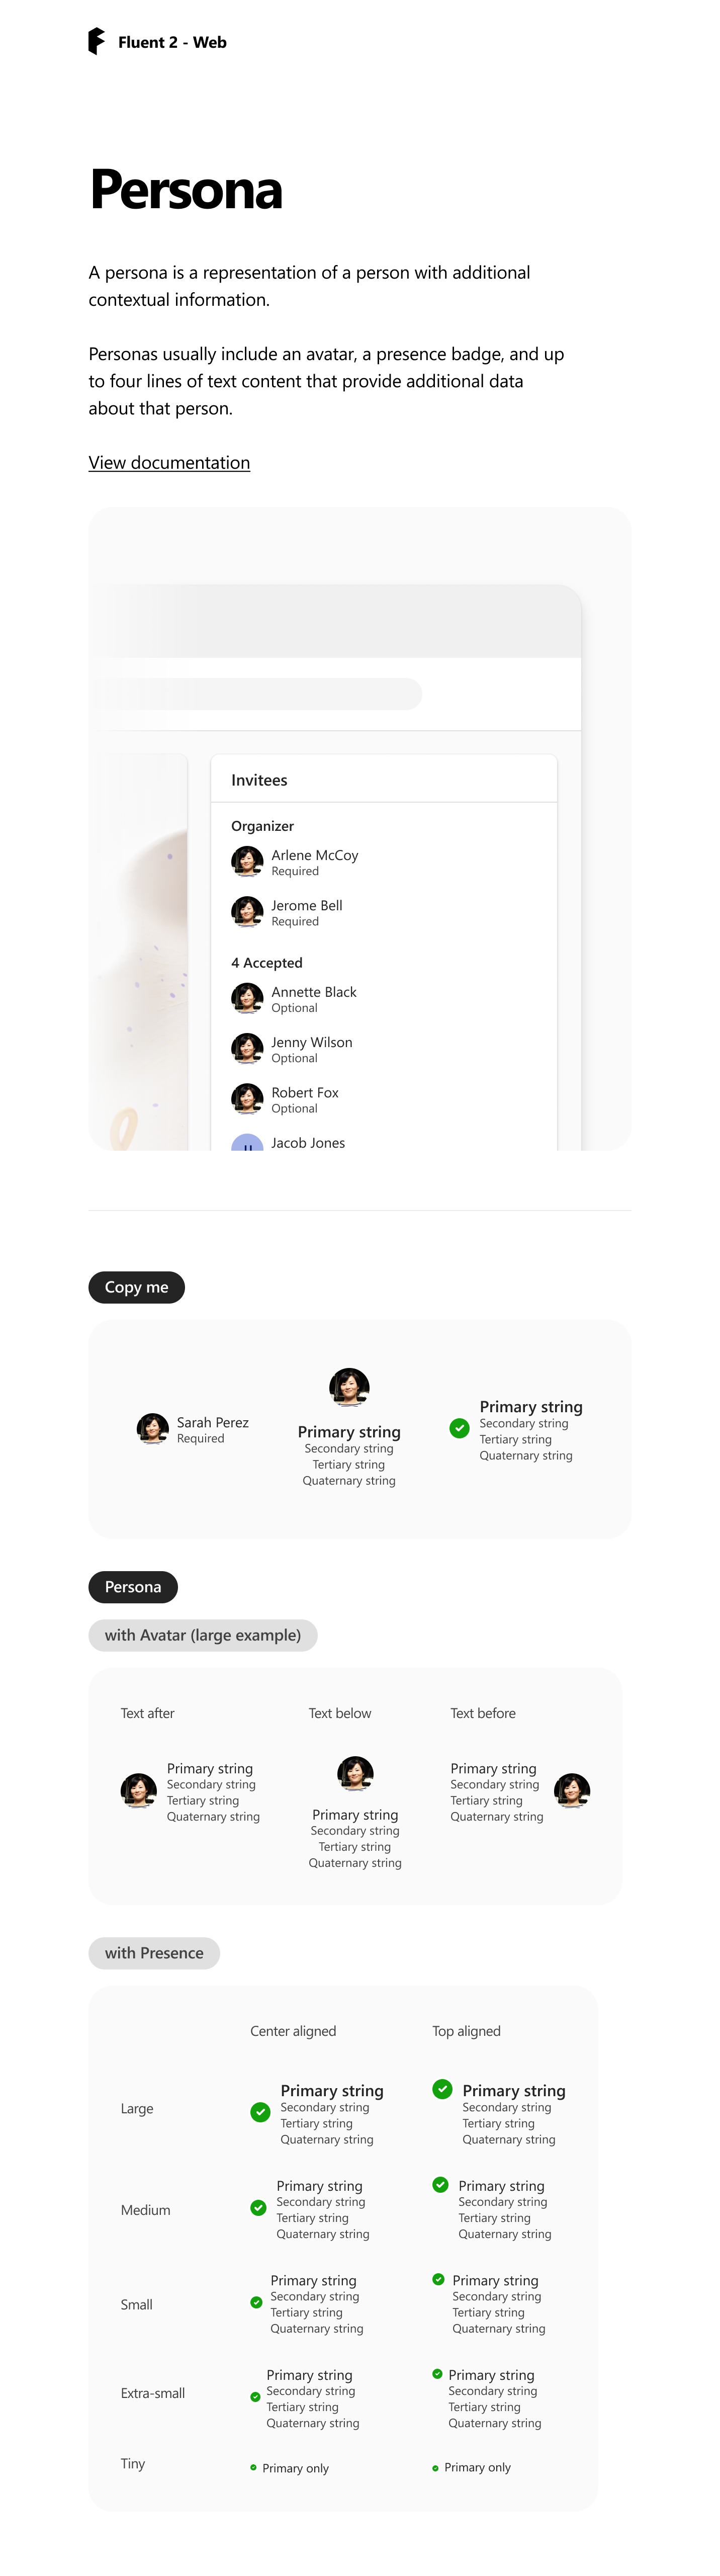 Fluent 2 - Web
Persona
A persona is a representation of a person with additional
contextual information.
Personas usually include an avatar, a presence badge, and up
to four lines of text content that provide additional data
about that person.
View documentation
Invitees
Organizer
Arlene McCoy
Required
Jerome Bell
Required
4 Accepted
Annette Black
Optional
Jenny Wilson
Optional
Robert Fox
Optional
Jacob Jones
Copy me
Sarah Perez
Required
Primary string
Secondary string
Tertiary string
Quaternary string
Primary string
Secondary string
Tertiary string
Quaternary string
Persona
with Avatar (large example)
Text after
Text below
Text before
Primary string
Secondary string
Tertiary string
Quaternary string
Primary string
Secondary string
Tertiary string
Quaternary string
Primary string
Secondary string
Tertiary string
Quaternary string
with Presence
Center aligned
Top aligned
Large
Primary string
Secondary string
Tertiary string
Quaternary string
Primary string
Secondary string
Tertiary string
Quaternary string
Medium
Primary string
Secondary string
Tertiary string
Quaternary string
Primary string
Secondary string
Tertiary string
Quaternary string
Small
Primary string
Secondary string
Tertiary string
Quaternary string
Primary string
Secondary string
Tertiary string
Quaternary string
Extra-small
Primary string
Secondary string
Tertiary string
Quaternary string
Primary string
Secondary string
Tertiary string
Quaternary string
Tiny
Primary only
Primary only